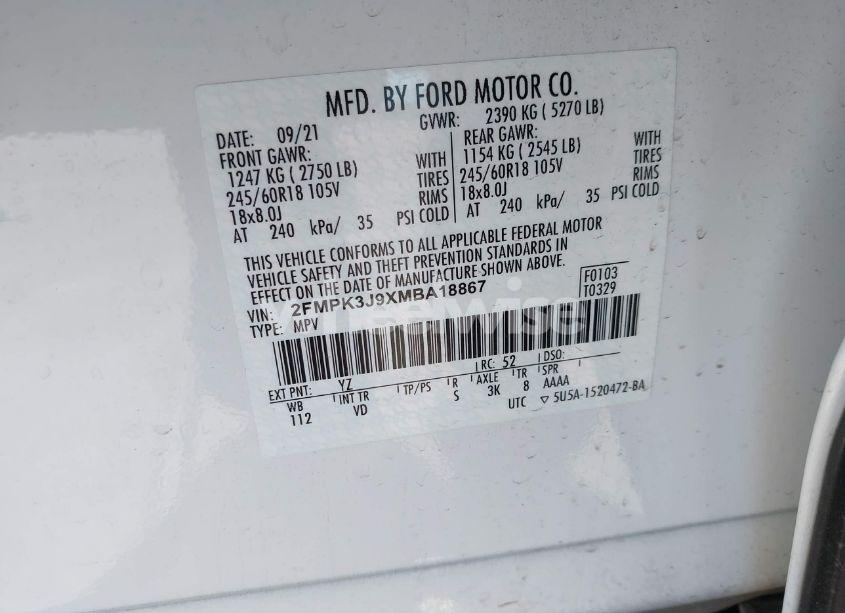 MFD. BY FORD MOTOR CO.
DATE: 09/21 GVWR: 2390 KG ( 5270 LB)
FRONT GAWR: REAR GAWR:
1247 KG ( 2750 LB) WITH 1154 KG ( 2545 LB) WITH
245/60R18 105V TIRES 245/60R18 105V TIRES
18x8.0J RIMS 18x8.0J RIMS
AT 240 kPa/ 35 PSI COLD AT 240 kPa/ 35 PSI COLD
THIS VEHICLE CONFORMS TO ALL APPLICABLE FEDERAL MOTOR
VEHICLE SAFETY AND THEFT PREVENTION STANDARDS IN
EFFECT ON THE DATE OF MANUFACTURE SHOWN ABOVE.
VIN: 2FMPK3J9XMBA18867 F0103
TYPE: MPV T0329
EXT PNT: YZ RC: 52 DSO:
WB INT TR TP/PS R AXLE TR SPR
112 VD S 3K 8 AAAA
UTC ▽ 5U5A-1520472-BA